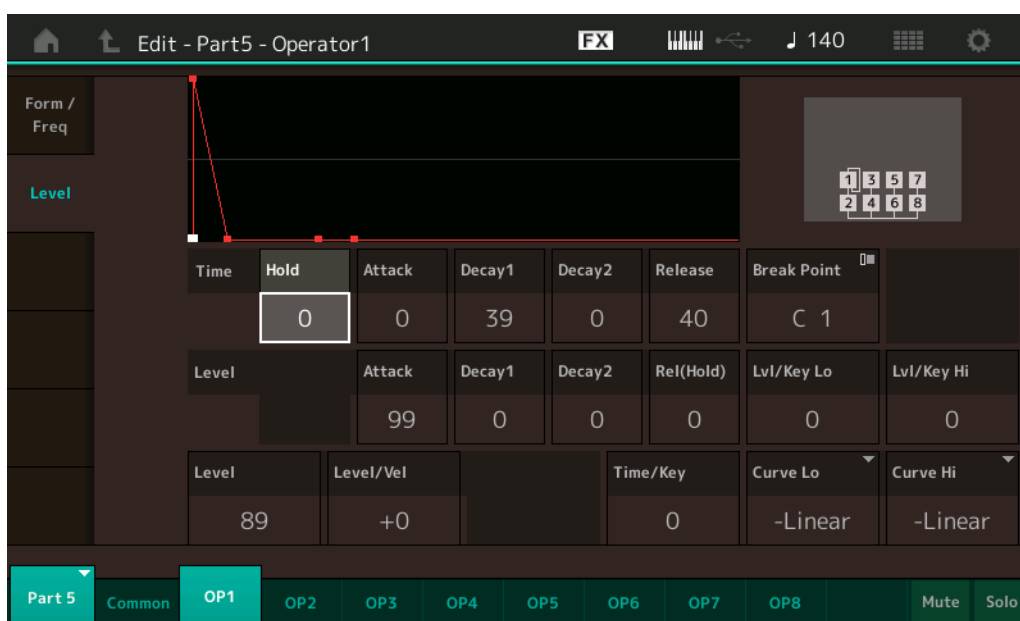 Edit - Part5 - Operator1 FX ♩ 140
Form /
Freq
Level
1 3 5 7
2 4 6 8
Time Hold Attack Decay1 Decay2 Release Break Point
0 0 39 0 40 C 1
Level Attack Decay1 Decay2 Rel(Hold) Lvl/Key Lo Lvl/Key Hi
99 0 0 0 0 0
Level Level/Vel Time/Key Curve Lo Curve Hi
89 +0 0 -Linear -Linear
Part 5 Common OP1 OP2 OP3 OP4 OP5 OP6 OP7 OP8 Mute Solo